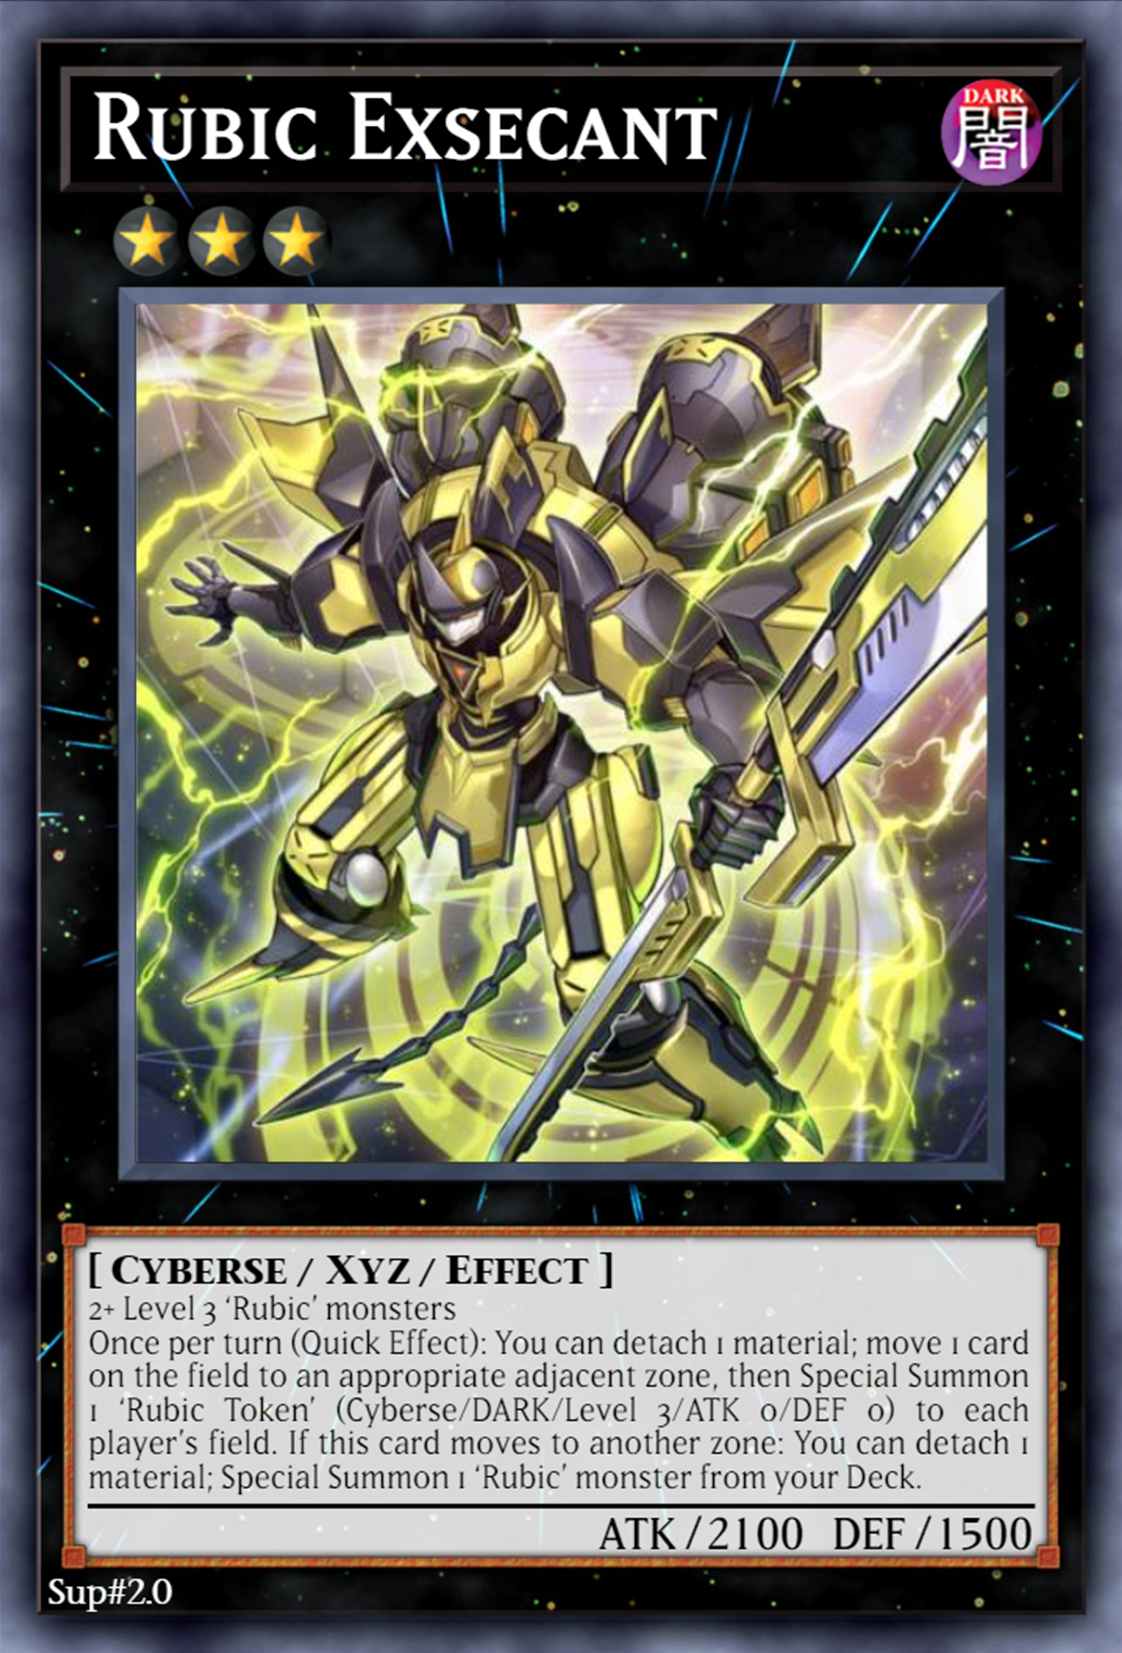 Rubic Exsecant
DARK
闇
[ Cyberse / Xyz / Effect ]
2+ Level 3 ‘Rubic’ monsters
Once per turn (Quick Effect): You can detach 1 material; move 1 card
on the field to an appropriate adjacent zone, then Special Summon
1 ‘Rubic Token’ (Cyberse/DARK/Level 3/ATK 0/DEF 0) to each
player's field. If this card moves to another zone: You can detach 1
material; Special Summon 1 ‘Rubic’ monster from your Deck.
ATK/2100 DEF/1500
Sup#2.0